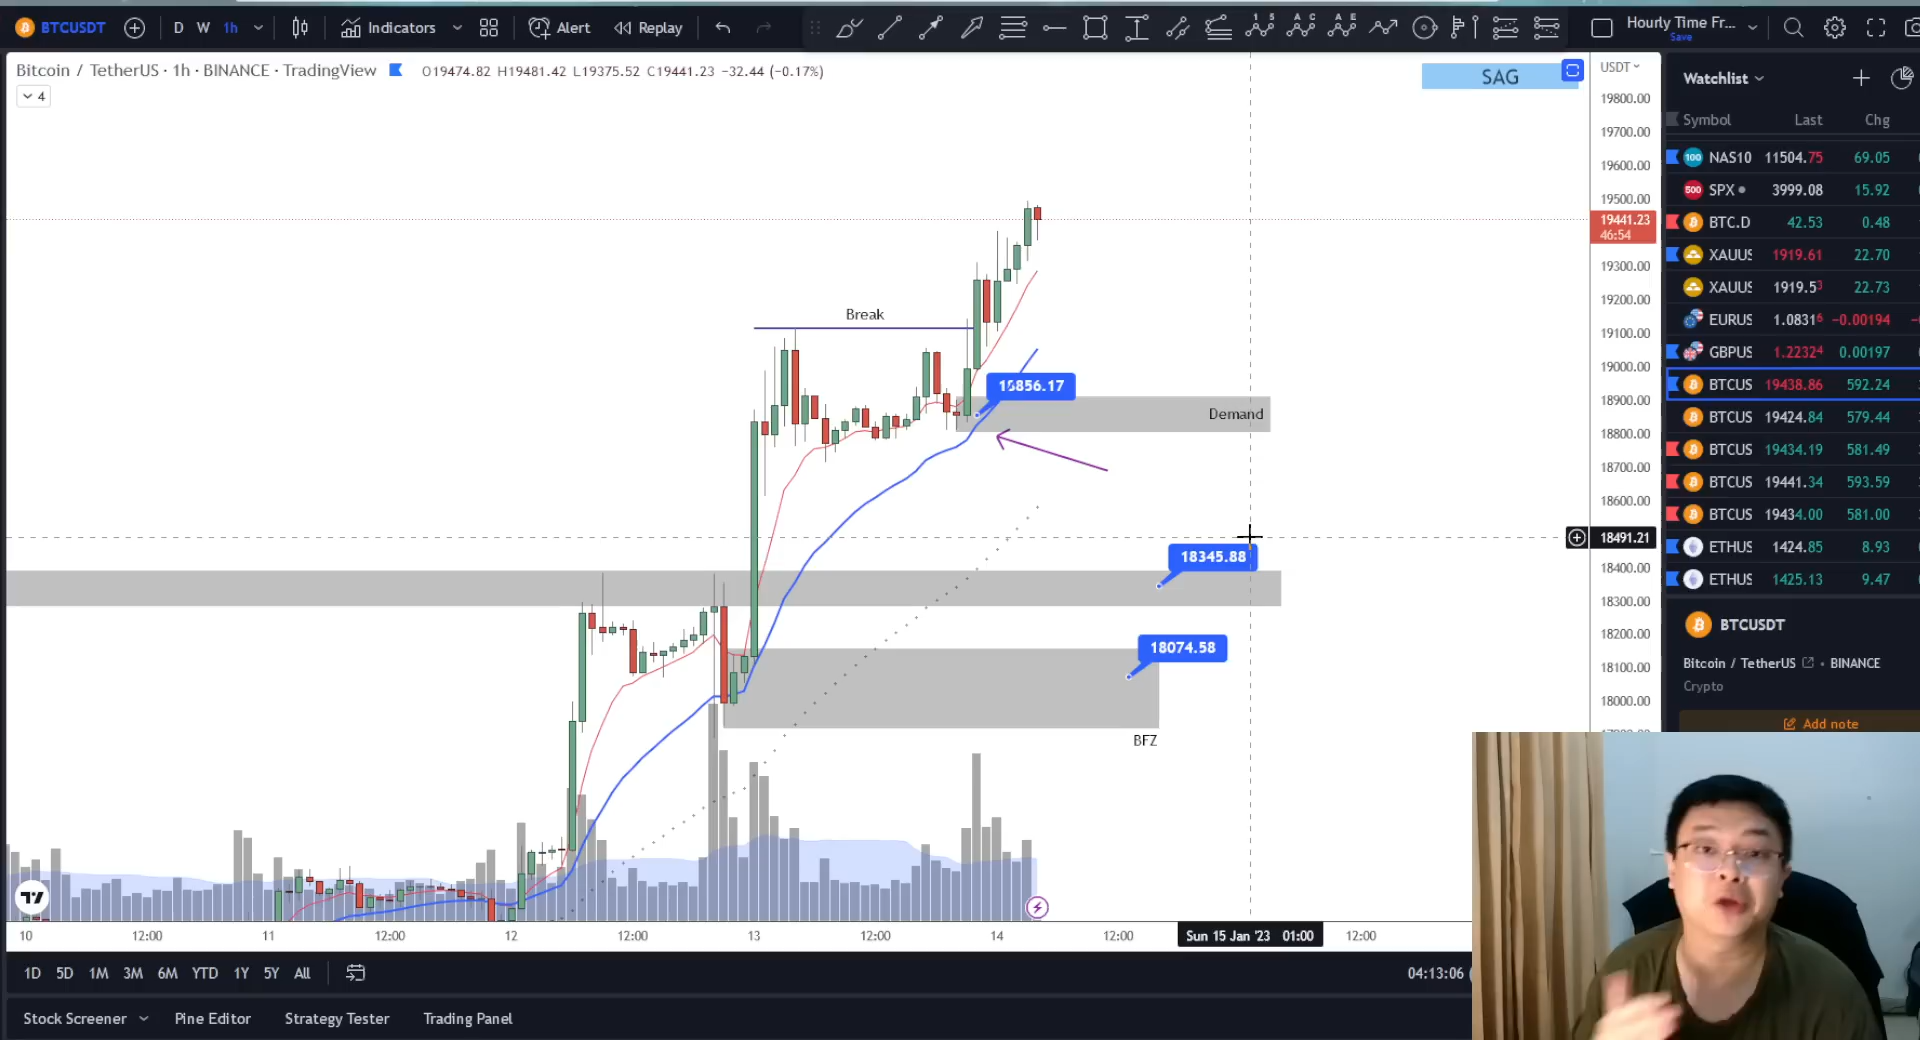 BTCUSDT D W 1h Indicators Alert Replay Hourly Time Fr...
Save
Bitcoin / TetherUS · 1h · BINANCE · TradingView O19474.82 H19481.42 L19375.52 C19441.23 −32.44 (−0.17%)
4
SAG
USDT
19800.00
19700.00
19600.00
19500.00
19441.23
46:54
19300.00
19200.00
19100.00
19000.00
18900.00
18800.00
18700.00
18600.00
18491.21
18400.00
18300.00
18200.00
18100.00
18000.00
Break
18856.17
Demand
18345.88
18074.58
BFZ
10 12:00 11 12:00 12 12:00 13 12:00 14 12:00 Sun 15 Jan '23 01:00 12:00
1D 5D 1M 3M 6M YTD 1Y 5Y All 04:13:06
Stock Screener Pine Editor Strategy Tester Trading Panel
Watchlist
Symbol Last Chg
NAS10 11504.75 69.05
SPX 3999.08 15.92
BTC.D 42.53 0.48
XAUUS 1919.61 22.70
XAUUS 1919.53 22.73
EURUS 1.08316 −0.00194
GBPUS 1.22324 0.00197
BTCUS 19438.86 592.24
BTCUS 19424.84 579.44
BTCUS 19434.19 581.49
BTCUS 19441.34 593.59
BTCUS 19434.00 581.00
ETHUS 1424.85 8.93
ETHUS 1425.13 9.47
BTCUSDT
Bitcoin / TetherUS · BINANCE
Crypto
Add note